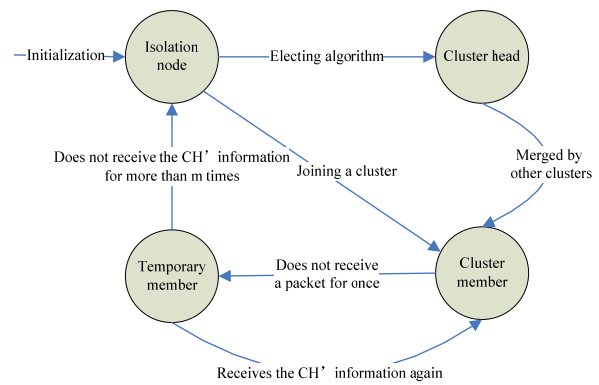 Initialization
Isolation
node
Electing algorithm
Cluster head
Does not receive the CH’ information
for more than m times
Joining a cluster
Merged by
other clusters
Temporary
member
Does not receive
a packet for once
Cluster
member
Receives the CH’ information again